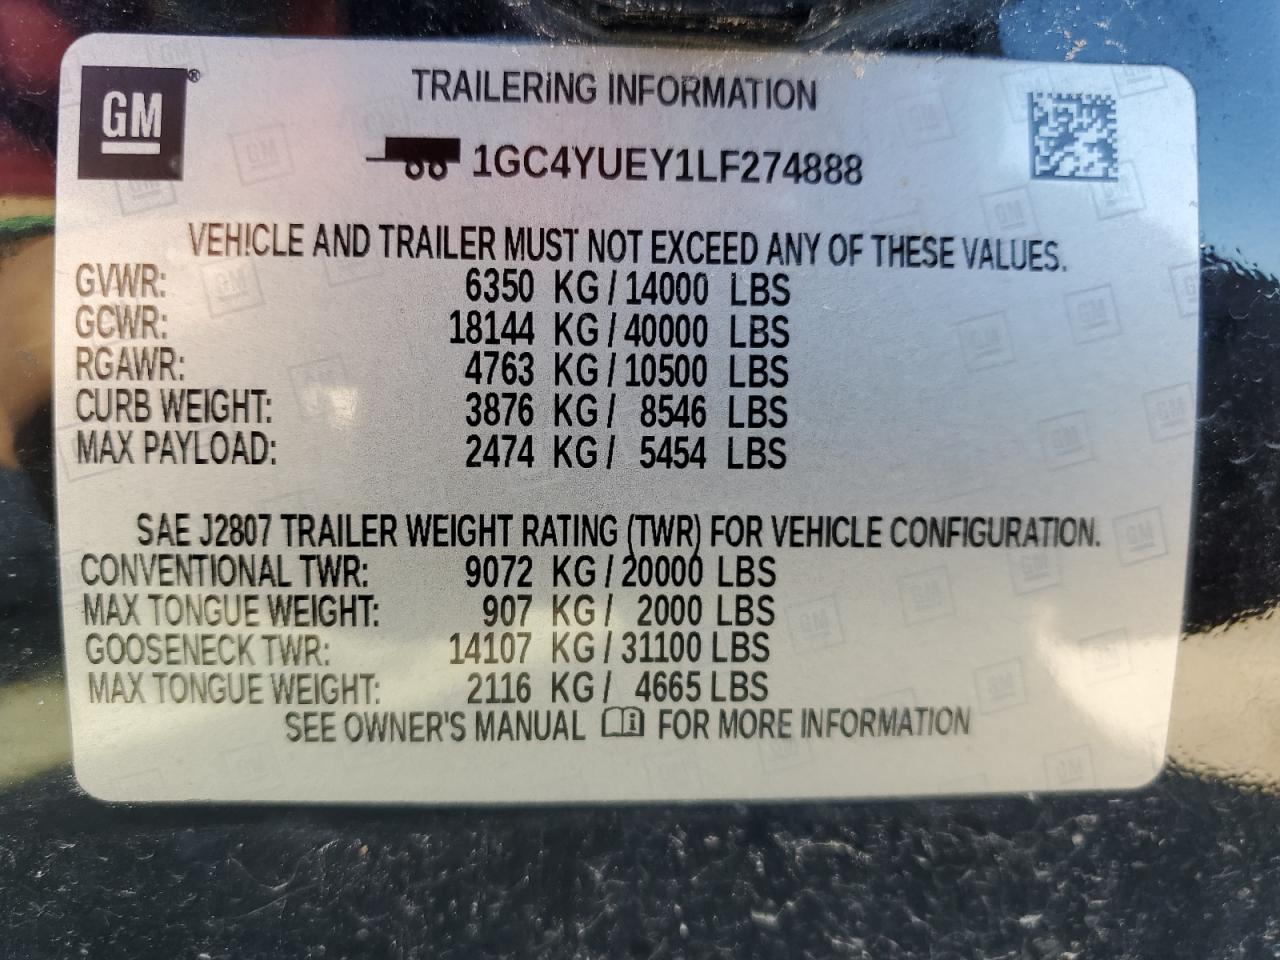 GM®
TRAILERING INFORMATION
1GC4YUEY1LF274888
VEHICLE AND TRAILER MUST NOT EXCEED ANY OF THESE VALUES.
GVWR: 6350 KG / 14000 LBS
GCWR: 18144 KG / 40000 LBS
RGAWR: 4763 KG / 10500 LBS
CURB WEIGHT: 3876 KG / 8546 LBS
MAX PAYLOAD: 2474 KG / 5454 LBS
SAE J2807 TRAILER WEIGHT RATING (TWR) FOR VEHICLE CONFIGURATION.
CONVENTIONAL TWR: 9072 KG / 20000 LBS
MAX TONGUE WEIGHT: 907 KG / 2000 LBS
GOOSENECK TWR: 14107 KG / 31100 LBS
MAX TONGUE WEIGHT: 2116 KG / 4665 LBS
SEE OWNER'S MANUAL FOR MORE INFORMATION